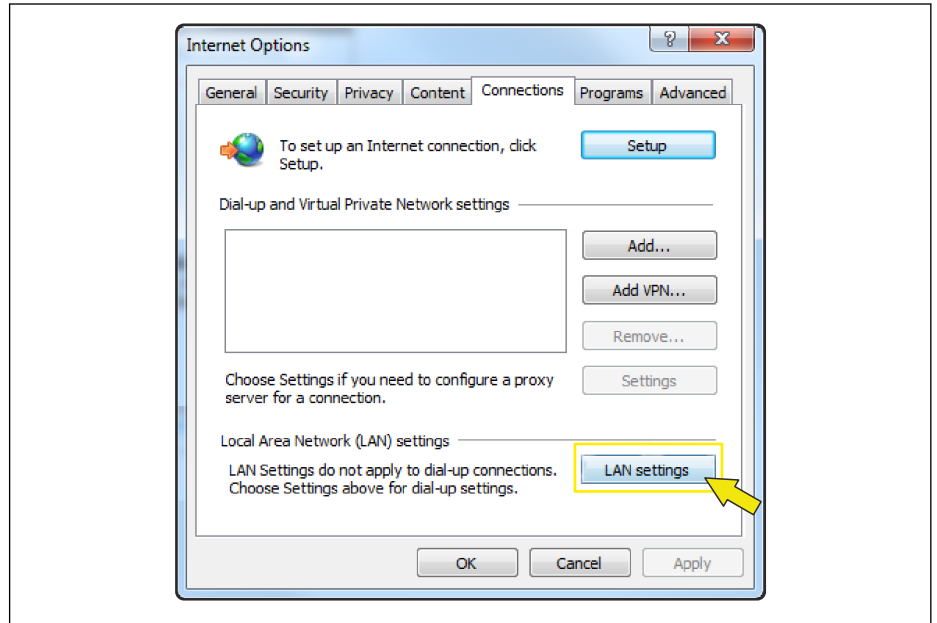 Internet Options
General Security Privacy Content Connections Programs Advanced
To set up an Internet connection, click
Setup.
Setup
Dial-up and Virtual Private Network settings
Add...
Add VPN...
Remove...
Choose Settings if you need to configure a proxy
server for a connection.
Settings
Local Area Network (LAN) settings
LAN Settings do not apply to dial-up connections.
Choose Settings above for dial-up settings.
LAN settings
OK Cancel Apply